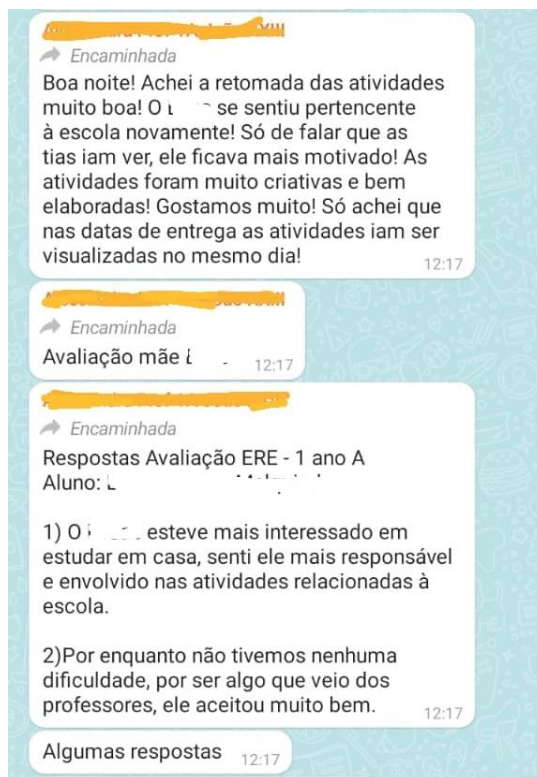 Encaminhada
Boa noite! Achei a retomada das atividades
muito boa! O se sentiu pertencente
à escola novamente! Só de falar que as
tias iam ver, ele ficava mais motivado! As
atividades foram muito criativas e bem
elaboradas! Gostamos muito! Só achei que
nas datas de entrega as atividades iam ser
visualizadas no mesmo dia!
12:17
Encaminhada
Avaliação mãe
12:17
Encaminhada
Respostas Avaliação ERE - 1 ano A
Aluno:
1) O esteve mais interessado em
estudar em casa, senti ele mais responsável
e envolvido nas atividades relacionadas à
escola.
2)Por enquanto não tivemos nenhuma
dificuldade, por ser algo que veio dos
professores, ele aceitou muito bem.
12:17
Algumas respostas
12:17